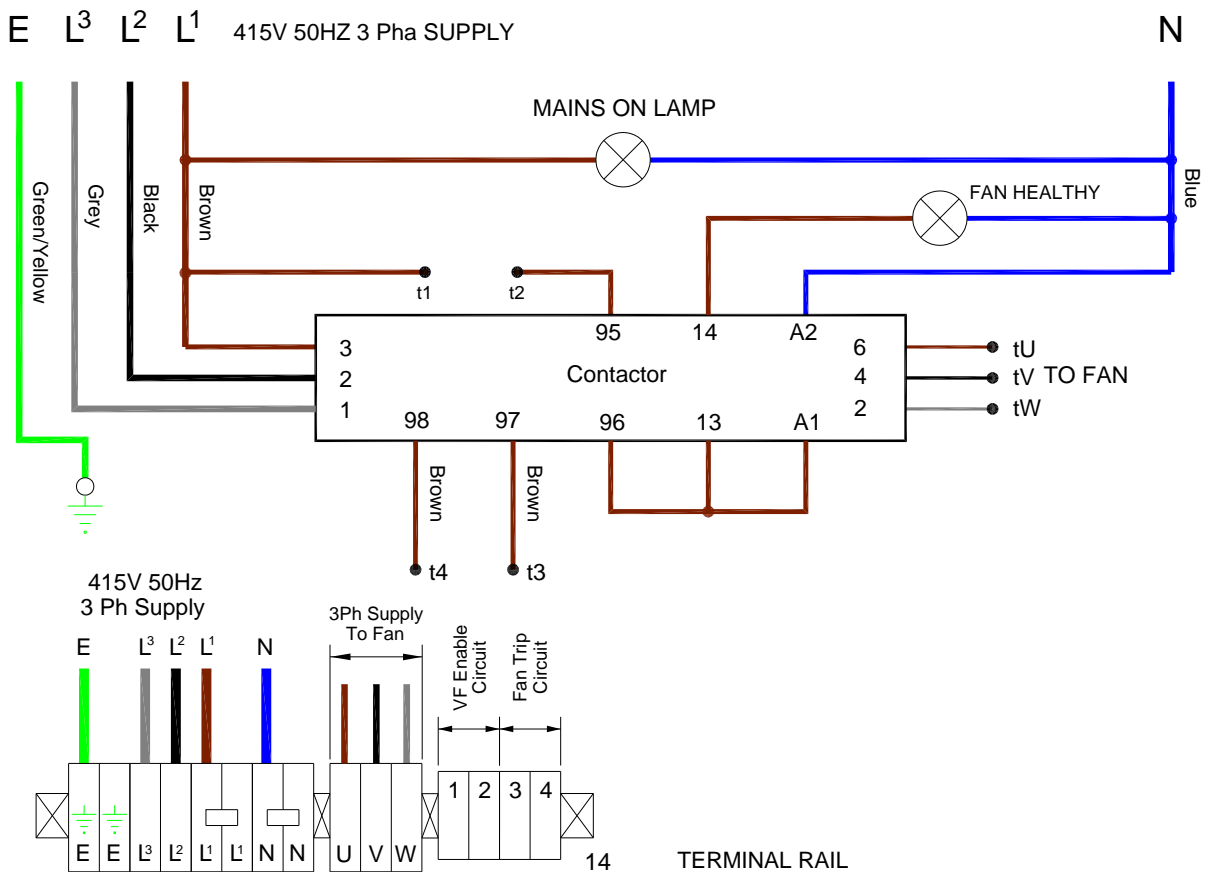 E L³ L² L¹ 415V 50HZ 3 Pha SUPPLY N
MAINS ON LAMP
FAN HEALTHY
Green/Yellow
Grey
Black
Brown
Blue
t1 t2
95 14 A2
3 6 tU
2 Contactor 4 tV TO FAN
1 2 tW
98 97 96 13 A1
Brown Brown
t4 t3
415V 50Hz
3 Ph Supply
E L³ L² L¹ N
3Ph Supply
To Fan
VF Enable
Circuit
Fan Trip
Circuit
1 2 3 4
E E L³ L² L¹ L¹ N N U V W
14 TERMINAL RAIL